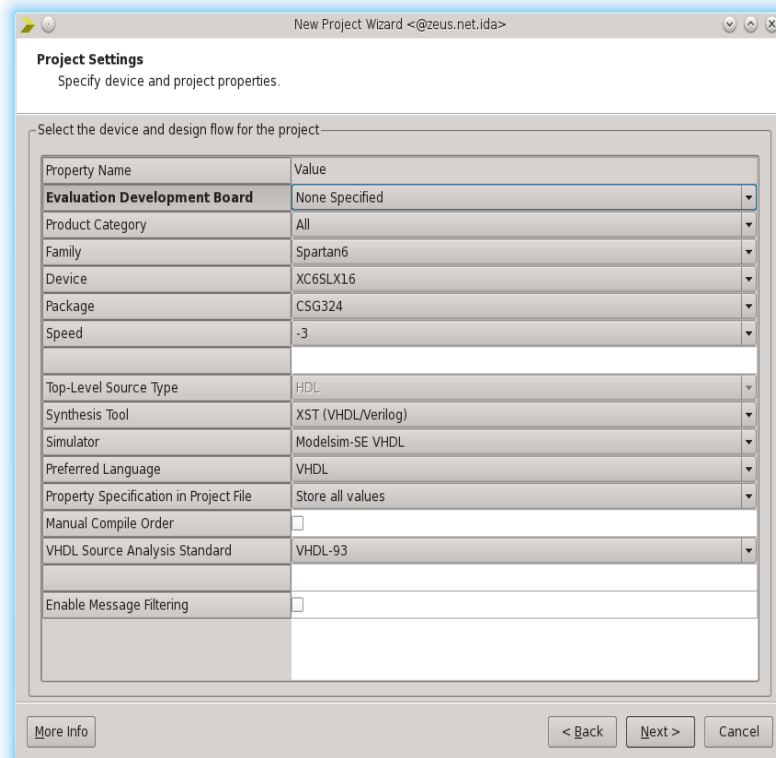 New Project Wizard <@zeus.net.ida>
Project Settings
Specify device and project properties.
Select the device and design flow for the project
Property Name Value
Evaluation Development Board None Specified
Product Category All
Family Spartan6
Device XC6SLX16
Package CSG324
Speed -3
Top-Level Source Type HDL
Synthesis Tool XST (VHDL/Verilog)
Simulator Modelsim-SE VHDL
Preferred Language VHDL
Property Specification in Project File Store all values
Manual Compile Order
VHDL Source Analysis Standard VHDL-93
Enable Message Filtering
More Info < Back Next > Cancel